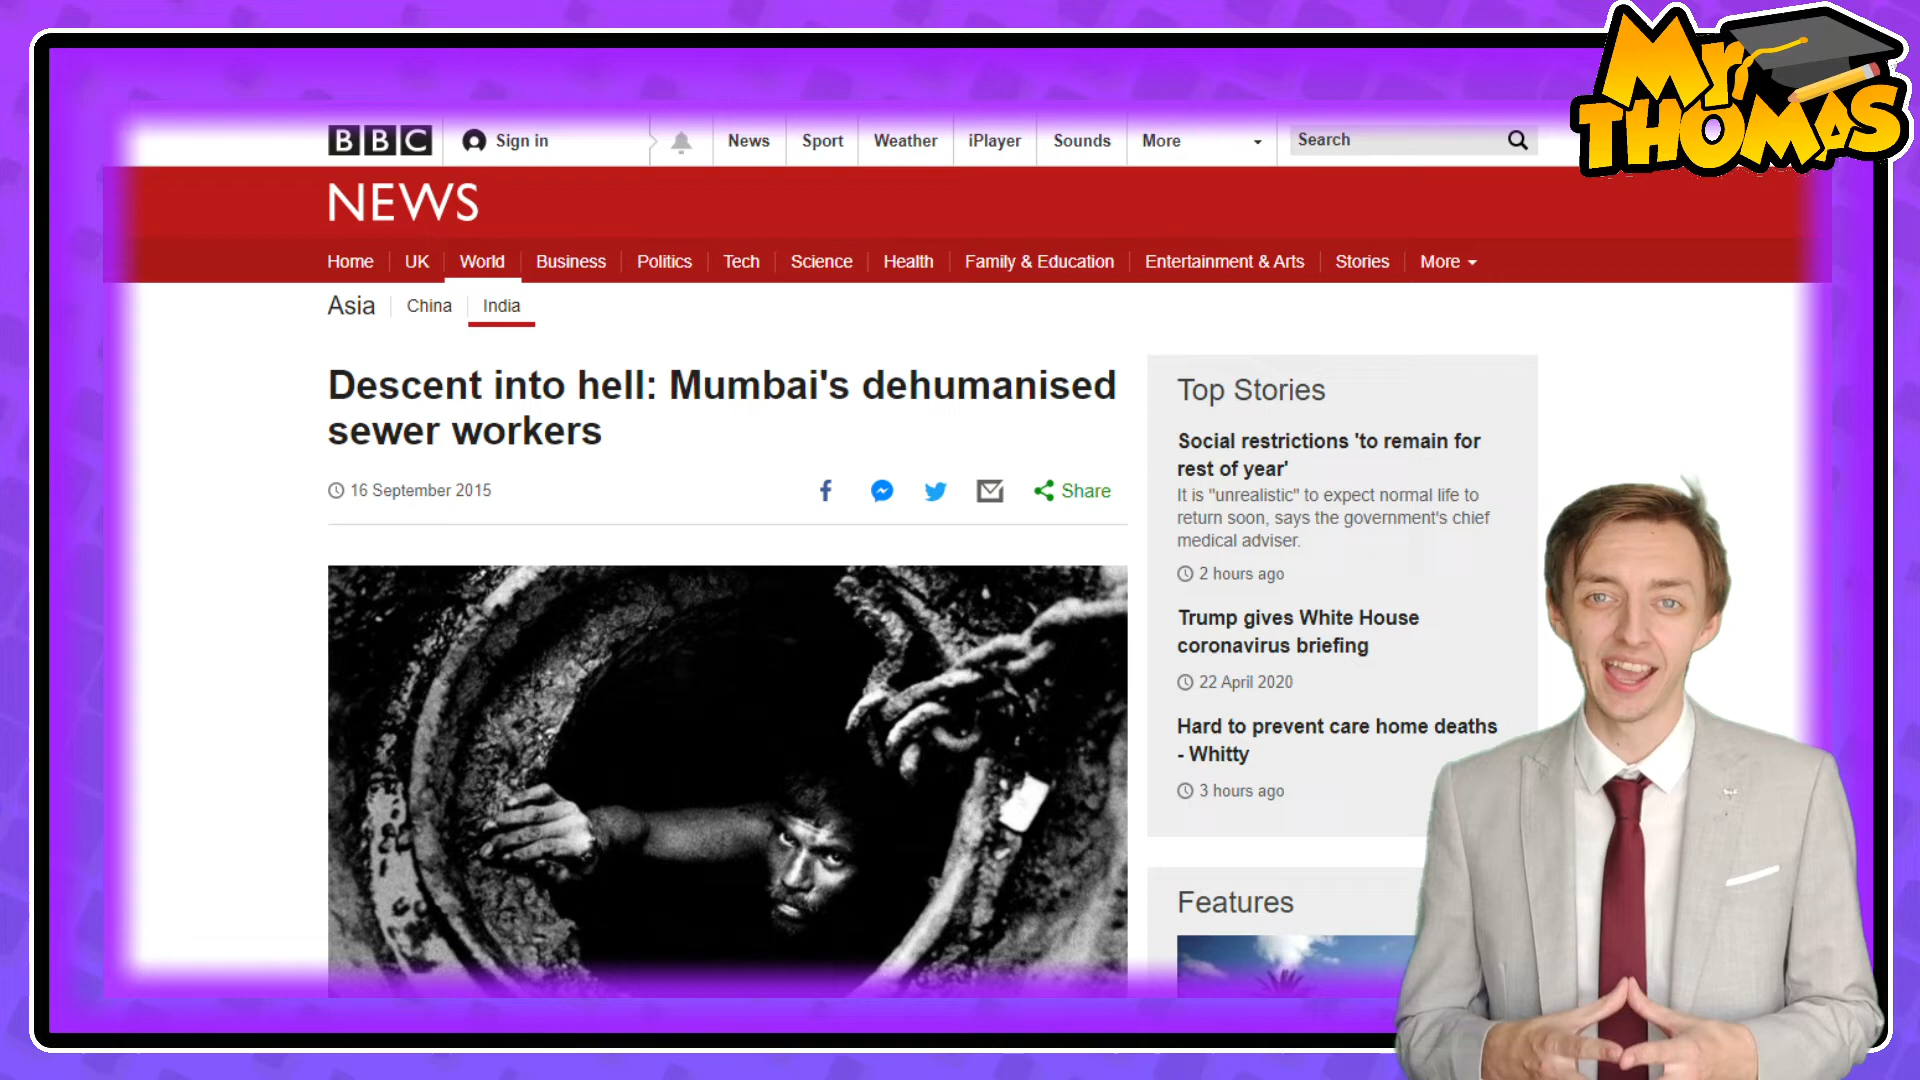 Mr THOMAS
BBC Sign in News Sport Weather iPlayer Sounds More Search
NEWS
Home UK World Business Politics Tech Science Health Family & Education Entertainment & Arts Stories More
Asia China India
Descent into hell: Mumbai's dehumanised
sewer workers
16 September 2015 Share
Top Stories
Social restrictions 'to remain for
rest of year'
It is "unrealistic" to expect normal life to
return soon, says the government's chief
medical adviser.
2 hours ago
Trump gives White House
coronavirus briefing
22 April 2020
Hard to prevent care home deaths
- Whitty
3 hours ago
Features